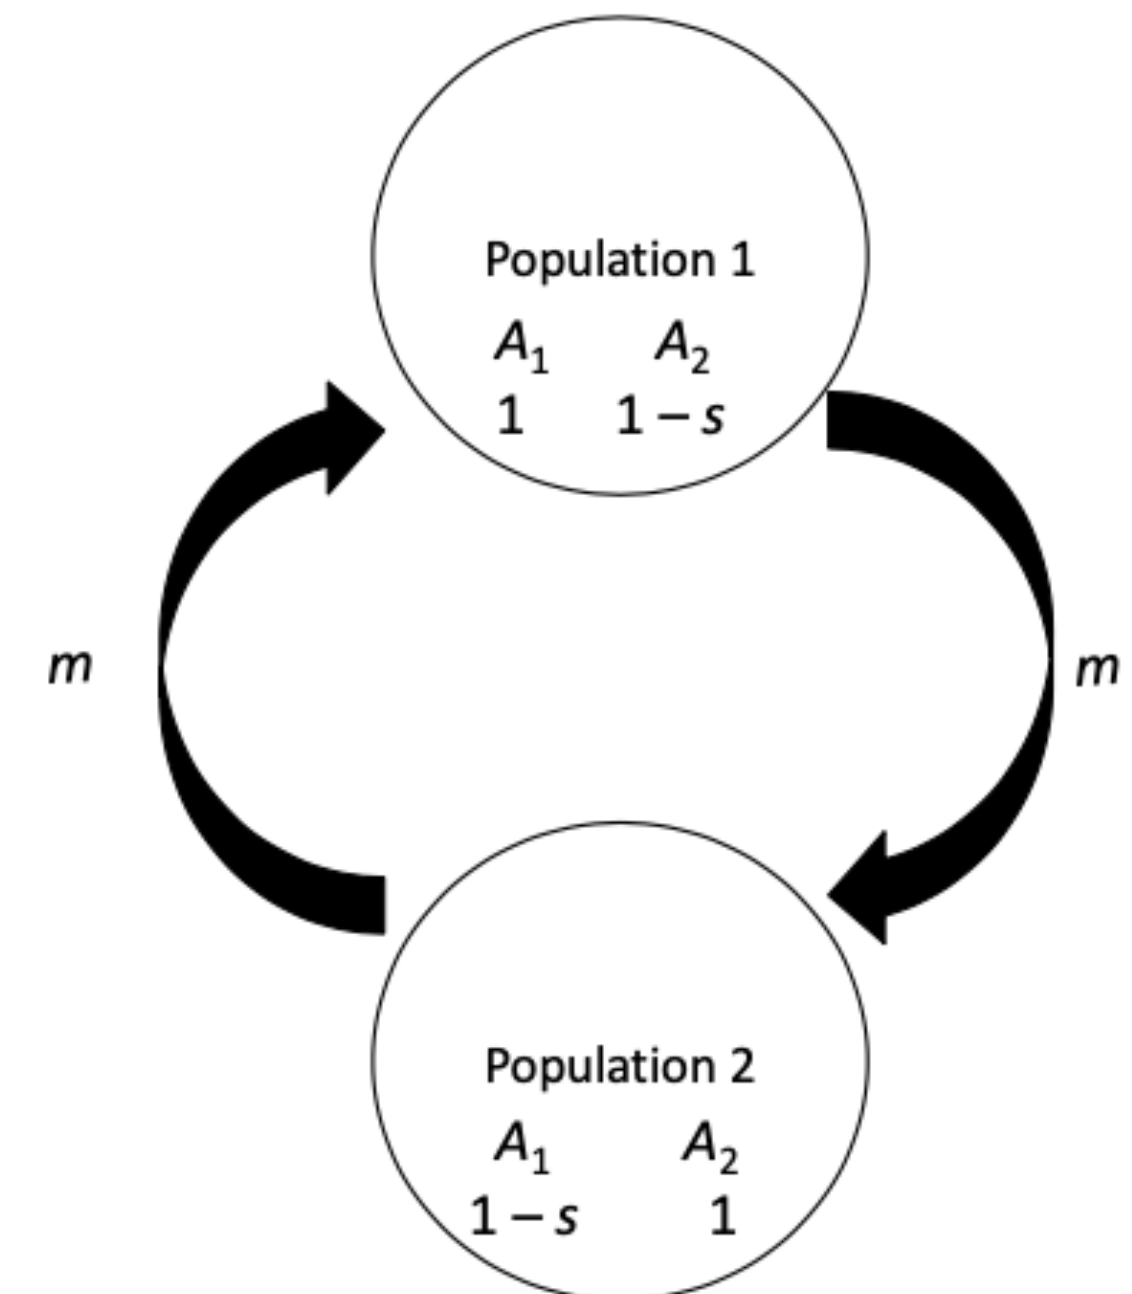 Population 1
A₁ A₂
1 1 – s
m m
Population 2
A₁ A₂
1 – s 1